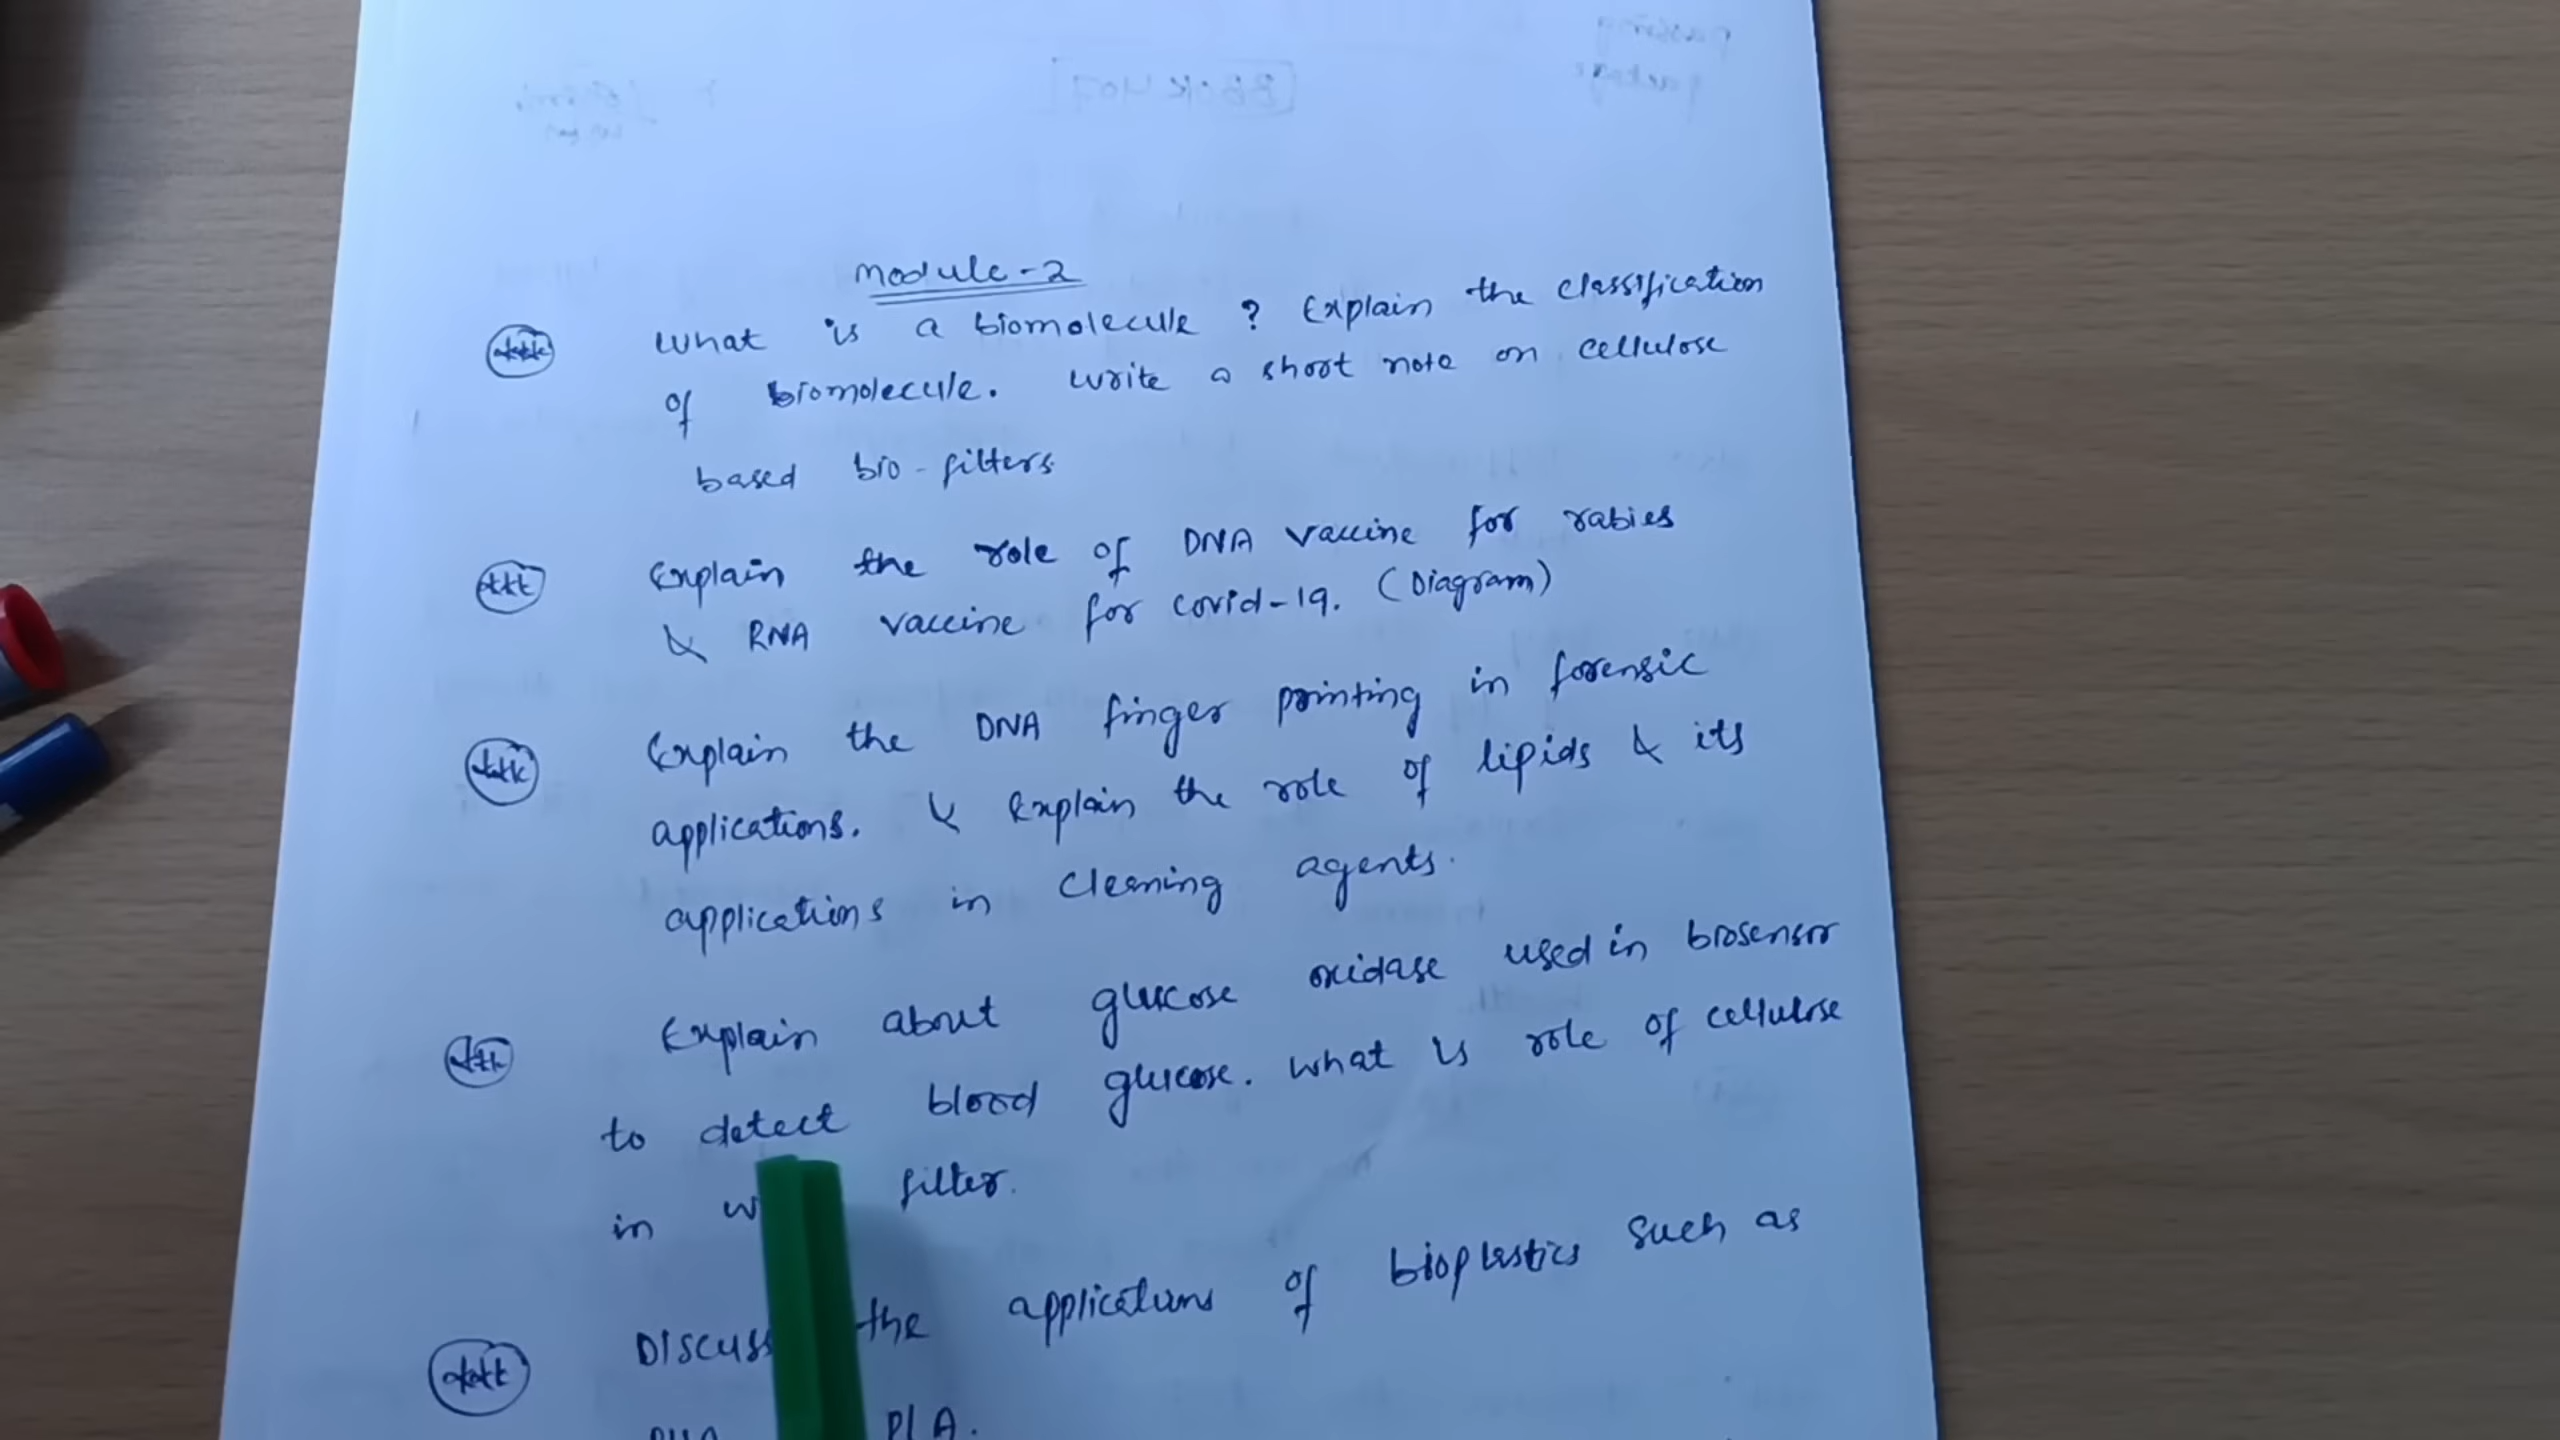 Module-2
What is a biomolecule? Explain the classification
of biomolecule. Write a short note on cellulose
based bio-filters.
Explain the role of DNA vaccine for rabies
& RNA vaccine for covid-19. (Diagram)
Explain the DNA finger printing in forensic
applications. & Explain the role of lipids & its
applications in cleaning agents.
Explain about glucose oxidase used in biosensor
to detect blood glucose. What is role of cellulose
in filter.
Discuss the applications of bioplastics such as
PLA.